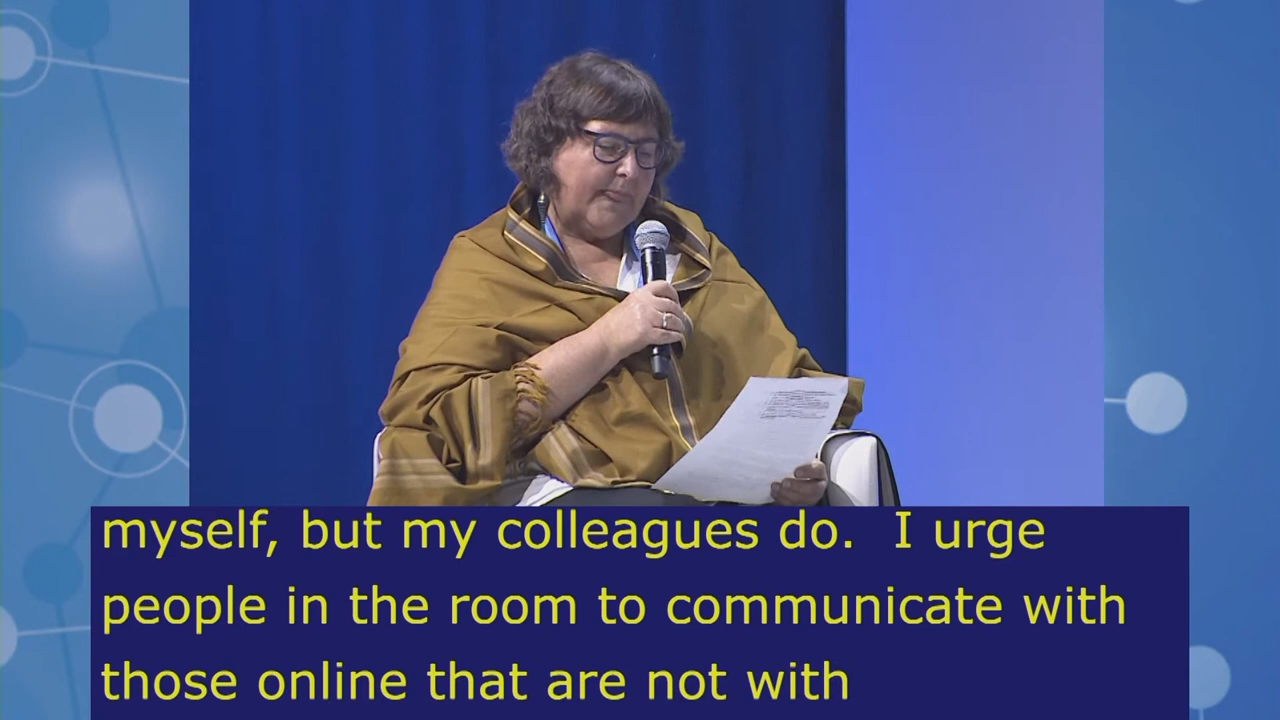 myself, but my colleagues do.  I urge
people in the room to communicate with
those online that are not with